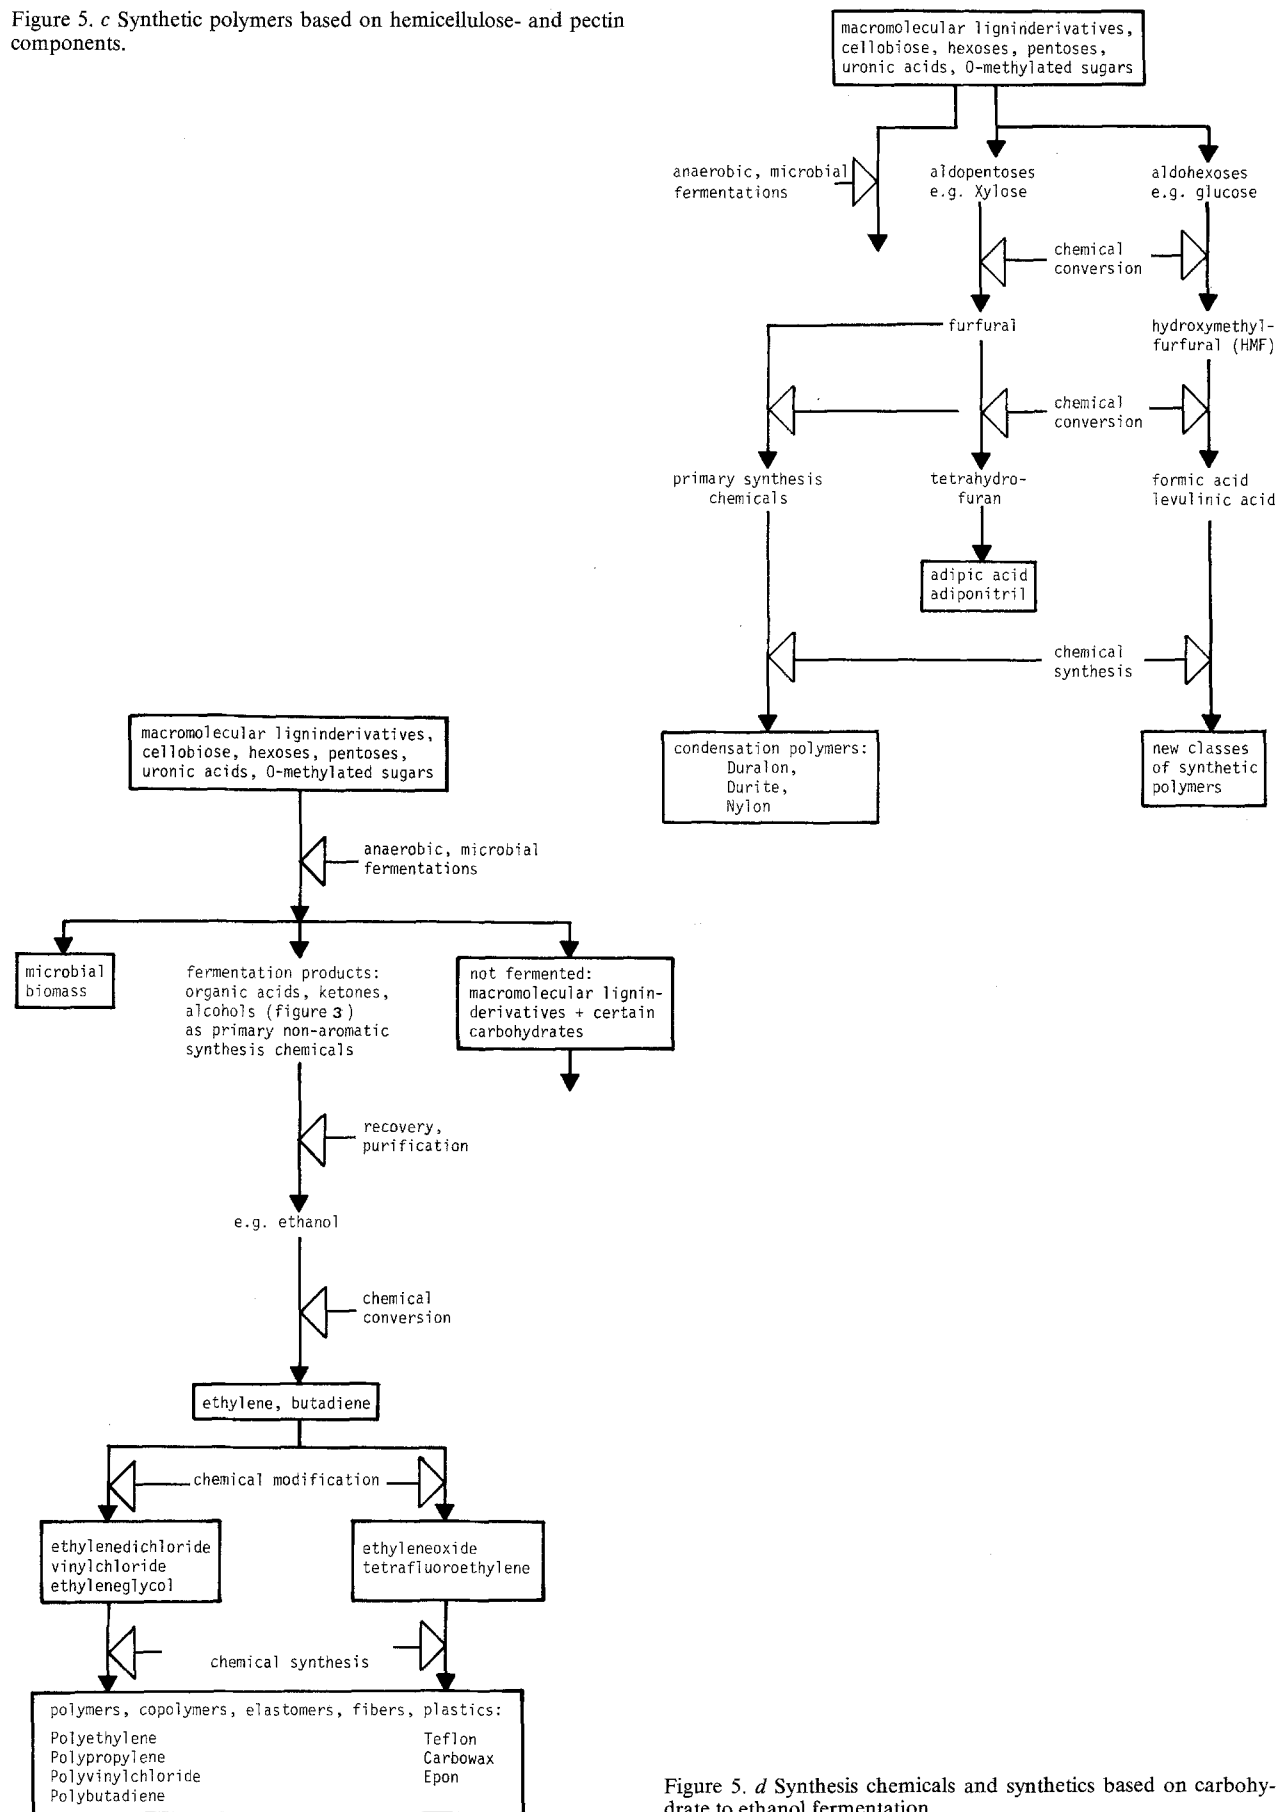 Figure 5. c Synthetic polymers based on hemicellulose- and pectin
components.
macromolecular ligninderivatives,
cellobiose, hexoses, pentoses,
uronic acids, O-methylated sugars
anaerobic, microbial
fermentations
aldopentoses
e.g. Xylose
aldohexoses
e.g. glucose
chemical
conversion
furfural
hydroxymethyl-
furfural (HMF)
chemical
conversion
primary synthesis
chemicals
tetrahydro-
furan
formic acid
levulinic acid
adipic acid
adiponitril
chemical
synthesis
condensation polymers:
Duralon,
Durite,
Nylon
new classes
of synthetic
polymers
macromolecular ligninderivatives,
cellobiose, hexoses, pentoses,
uronic acids, O-methylated sugars
anaerobic, microbial
fermentations
microbial
biomass
fermentation products:
organic acids, ketones,
alcohols (figure 3)
as primary non-aromatic
synthesis chemicals
not fermented:
macromolecular lignin-
derivatives + certain
carbohydrates
recovery,
purification
e.g. ethanol
chemical
conversion
ethylene, butadiene
chemical modification
ethylenedichloride
vinylchloride
ethyleneglycol
ethyleneoxide
tetrafluoroethylene
chemical synthesis
polymers, copolymers, elastomers, fibers, plastics:
Polyethylene
Polypropylene
Polyvinylchloride
Polybutadiene
Teflon
Carbowax
Epon
Figure 5. d Synthesis chemicals and synthetics based on carbohy-
drate to ethanol fermentation